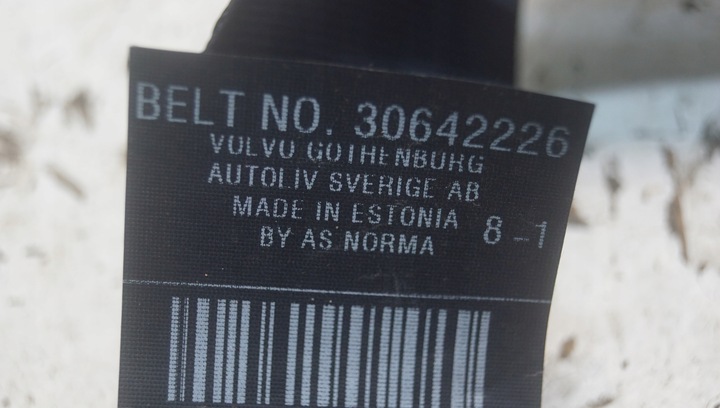 BELT NO. 30642226
VOLVO GOTHENBURG
AUTOLIV SVERIGE AB
MADE IN ESTONIA
BY AS NORMA 8-1